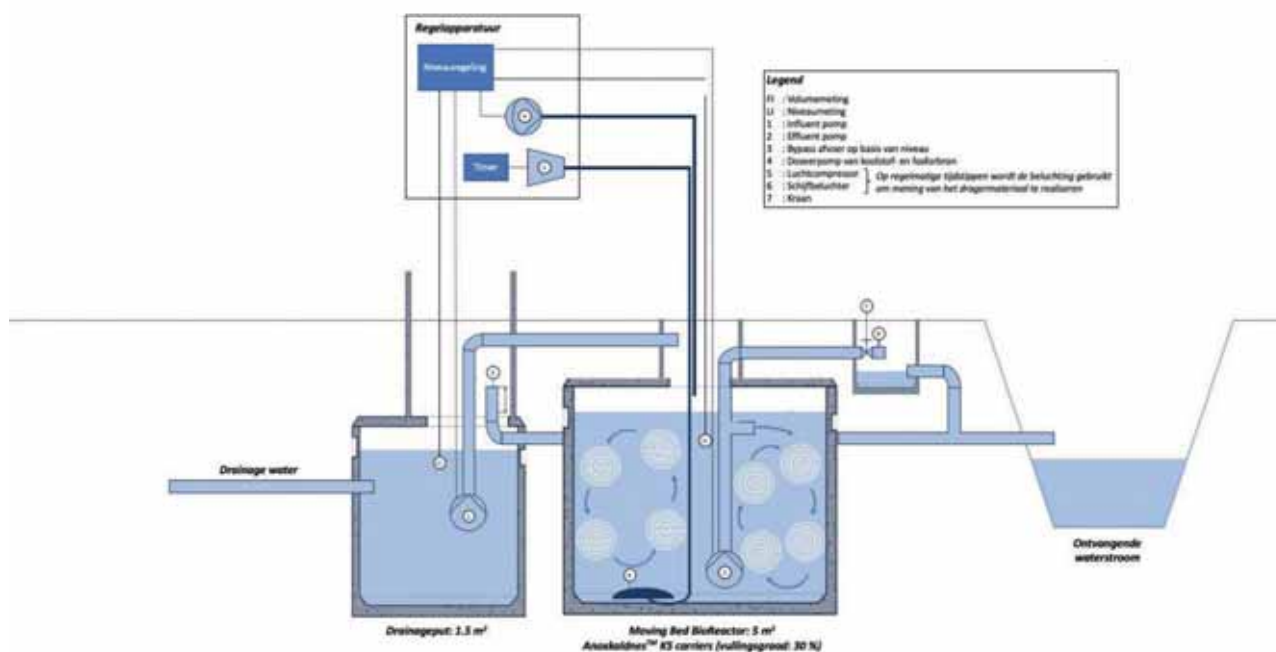 Regelapparatuur
Niveauregeling
Timer
Legend
FI : Volumemeting
LI : Niveaumeting
1 : Influent pomp
2 : Effluent pomp
3 : Bypass afvoer op basis van niveau
4 : Doseerpomp van koolstof- en fosforbron
5 : Luchtcompressor
6 : Schijfbeluchter
Op regelmatige tijdstippen wordt de beluchting gebruikt
om menging van het dragermateriaal te realiseren
7 : Kraan
Drainage water
Ontvangende
waterstroom
Drainageput: 1.5 m³
Moving Bed BioReactor: 5 m³
Anoxkaldnes™ K5 carriers (vullingsgraad: 30 %)